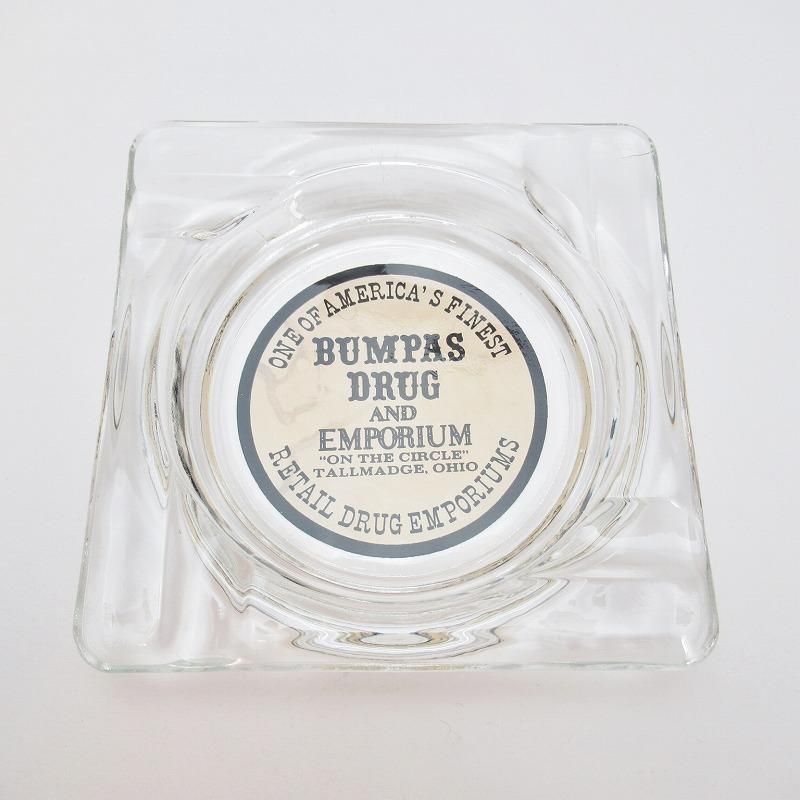 ONE OF AMERICA'S FINEST
BUMPAS
DRUG
AND
EMPORIUM
"ON THE CIRCLE"
TALLMADGE, OHIO
RETAIL DRUG EMPORIUMS